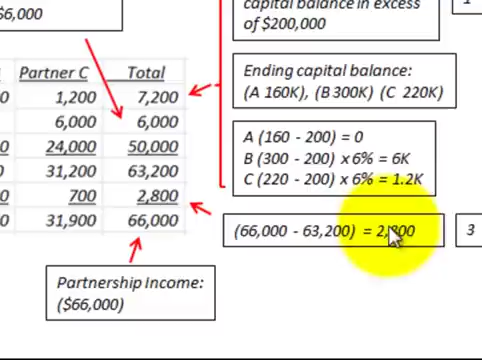 $6,000
capital balance in excess
of $200,000
1
Partner C Total
0 1,200 7,200
6,000 6,000
0 24,000 50,000
0 31,200 63,200
0 700 2,800
0 31,900 66,000
Ending capital balance:
(A 160K), (B 300K) (C 220K)
A (160 - 200) = 0
B (300 - 200) x 6% = 6K
C (220 - 200) x 6% = 1.2K
(66,000 - 63,200) = 2,800
3
Partnership Income:
($66,000)